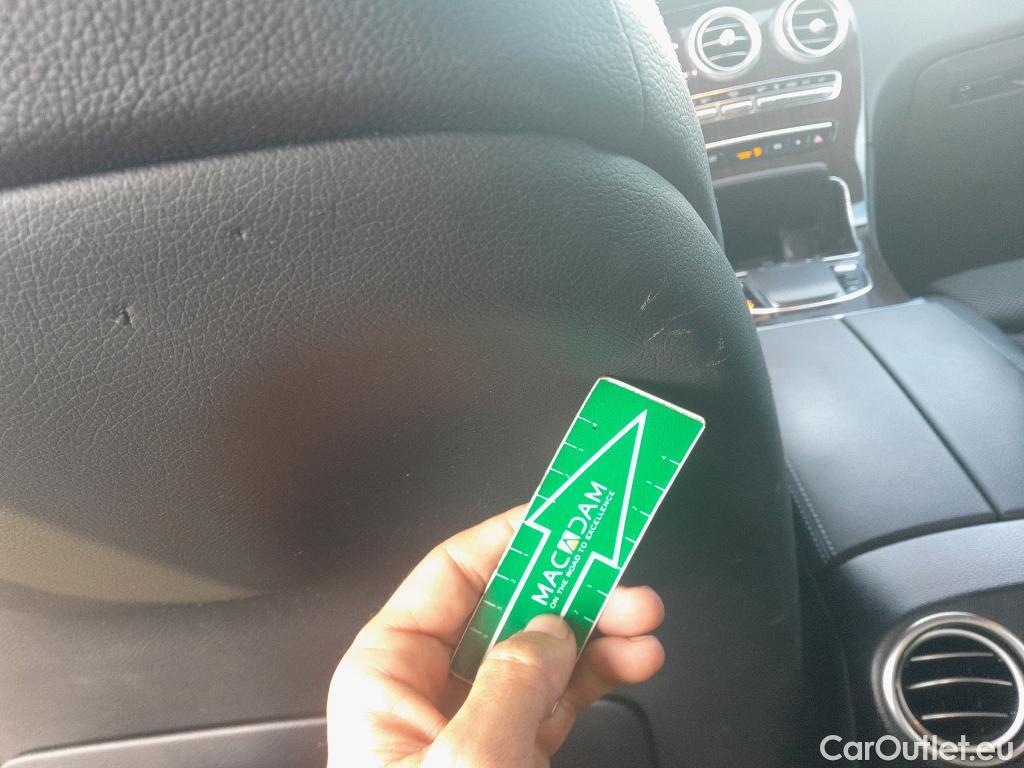 MACADAM
ON THE ROAD TO EXCELLENCE
CarOutlet.eu